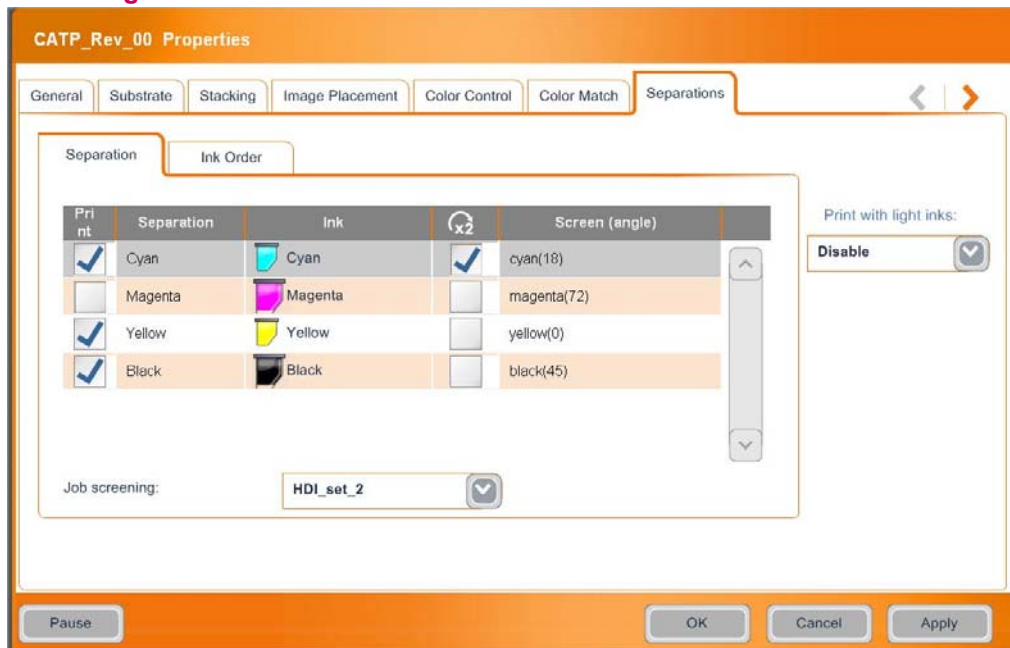 CATP_Rev_00 Properties
General Substrate Stacking Image Placement Color Control Color Match Separations
Separation Ink Order
Pri
nt
Separation Ink x2 Screen (angle)
Print with light inks:
Disable
Cyan Cyan cyan(18)
Magenta Magenta magenta(72)
Yellow Yellow yellow(0)
Black Black black(45)
Job screening: HDI_set_2
Pause OK Cancel Apply